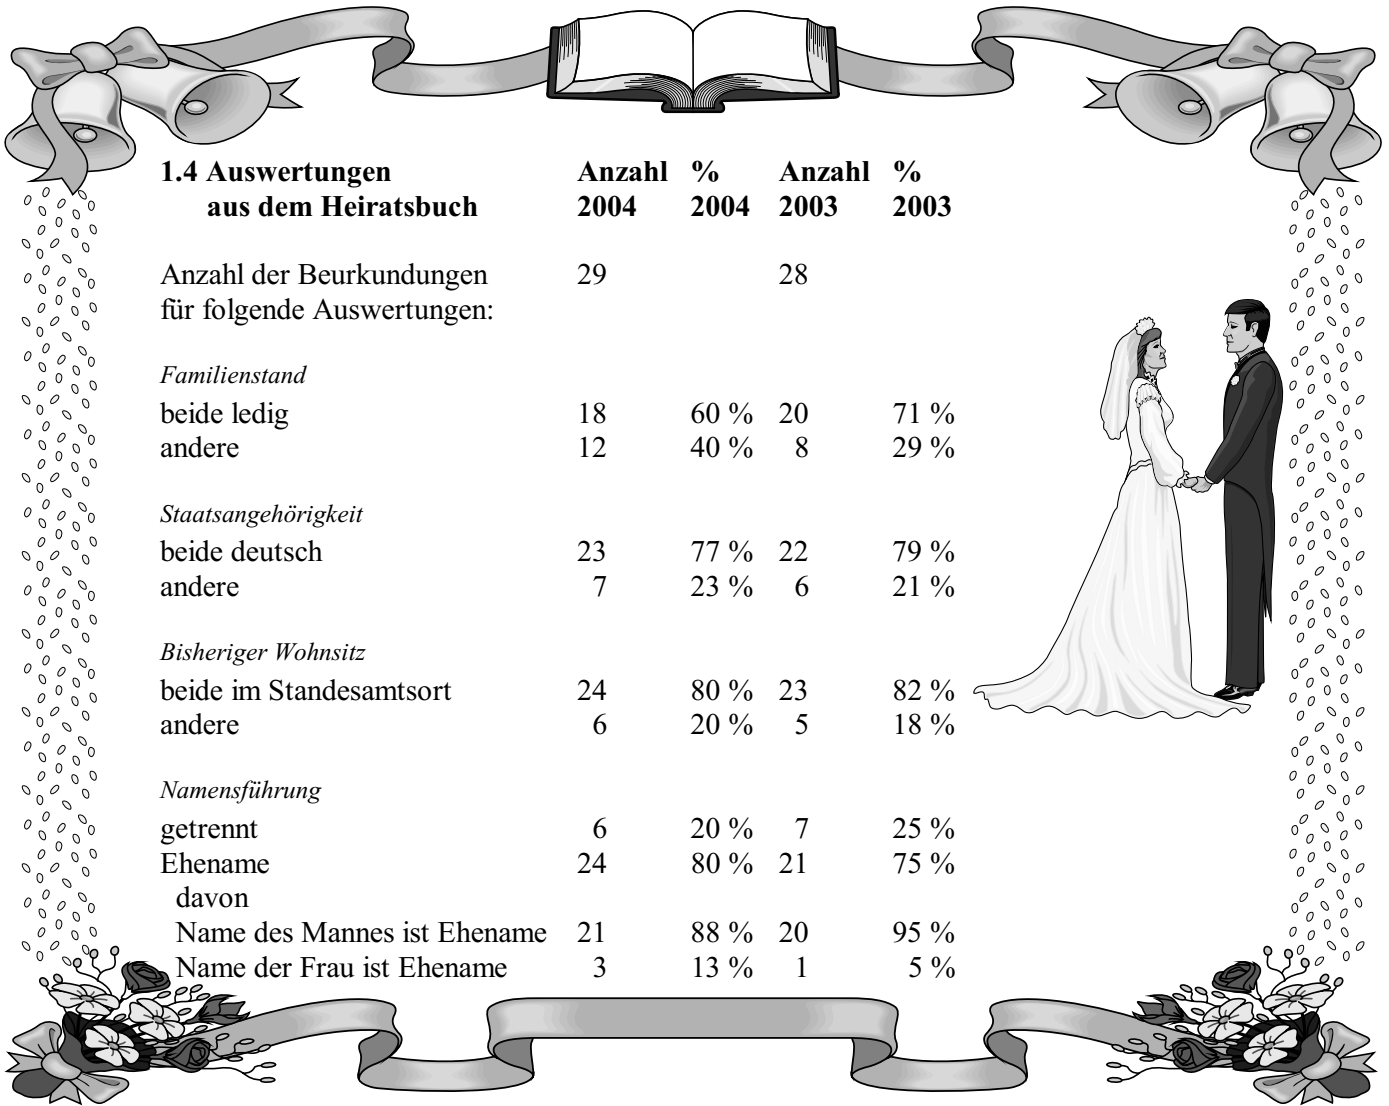 1.4 Auswertungen Anzahl % Anzahl %
aus dem Heiratsbuch 2004 2004 2003 2003
Anzahl der Beurkundungen 29 28
für folgende Auswertungen:
Familienstand
beide ledig 18 60 % 20 71 %
andere 12 40 % 8 29 %
Staatsangehörigkeit
beide deutsch 23 77 % 22 79 %
andere 7 23 % 6 21 %
Bisheriger Wohnsitz
beide im Standesamtsort 24 80 % 23 82 %
andere 6 20 % 5 18 %
Namensführung
getrennt 6 20 % 7 25 %
Ehename 24 80 % 21 75 %
davon
Name des Mannes ist Ehename 21 88 % 20 95 %
Name der Frau ist Ehename 3 13 % 1 5 %